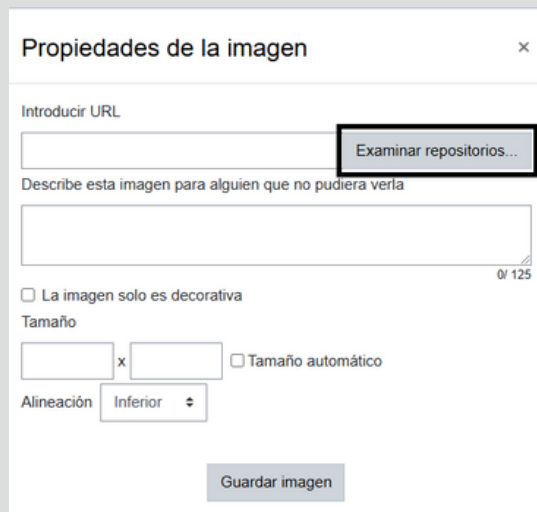 Propiedades de la imagen ×
Introducir URL
Examinar repositorios...
Describe esta imagen para alguien que no pudiera verla
0/ 125
La imagen solo es decorativa
Tamaño
x Tamaño automático
Alineación Inferior
Guardar imagen